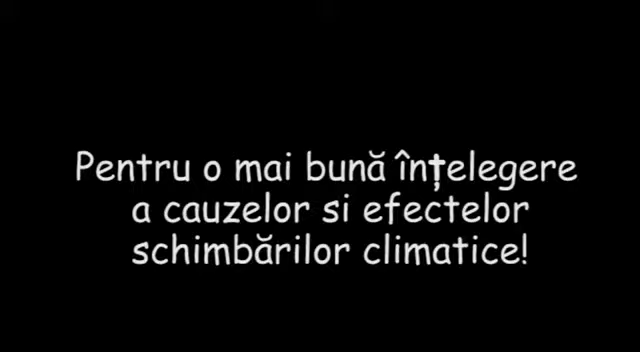 Pentru o mai bună înțelegere
a cauzelor si efectelor
schimbărilor climatice!